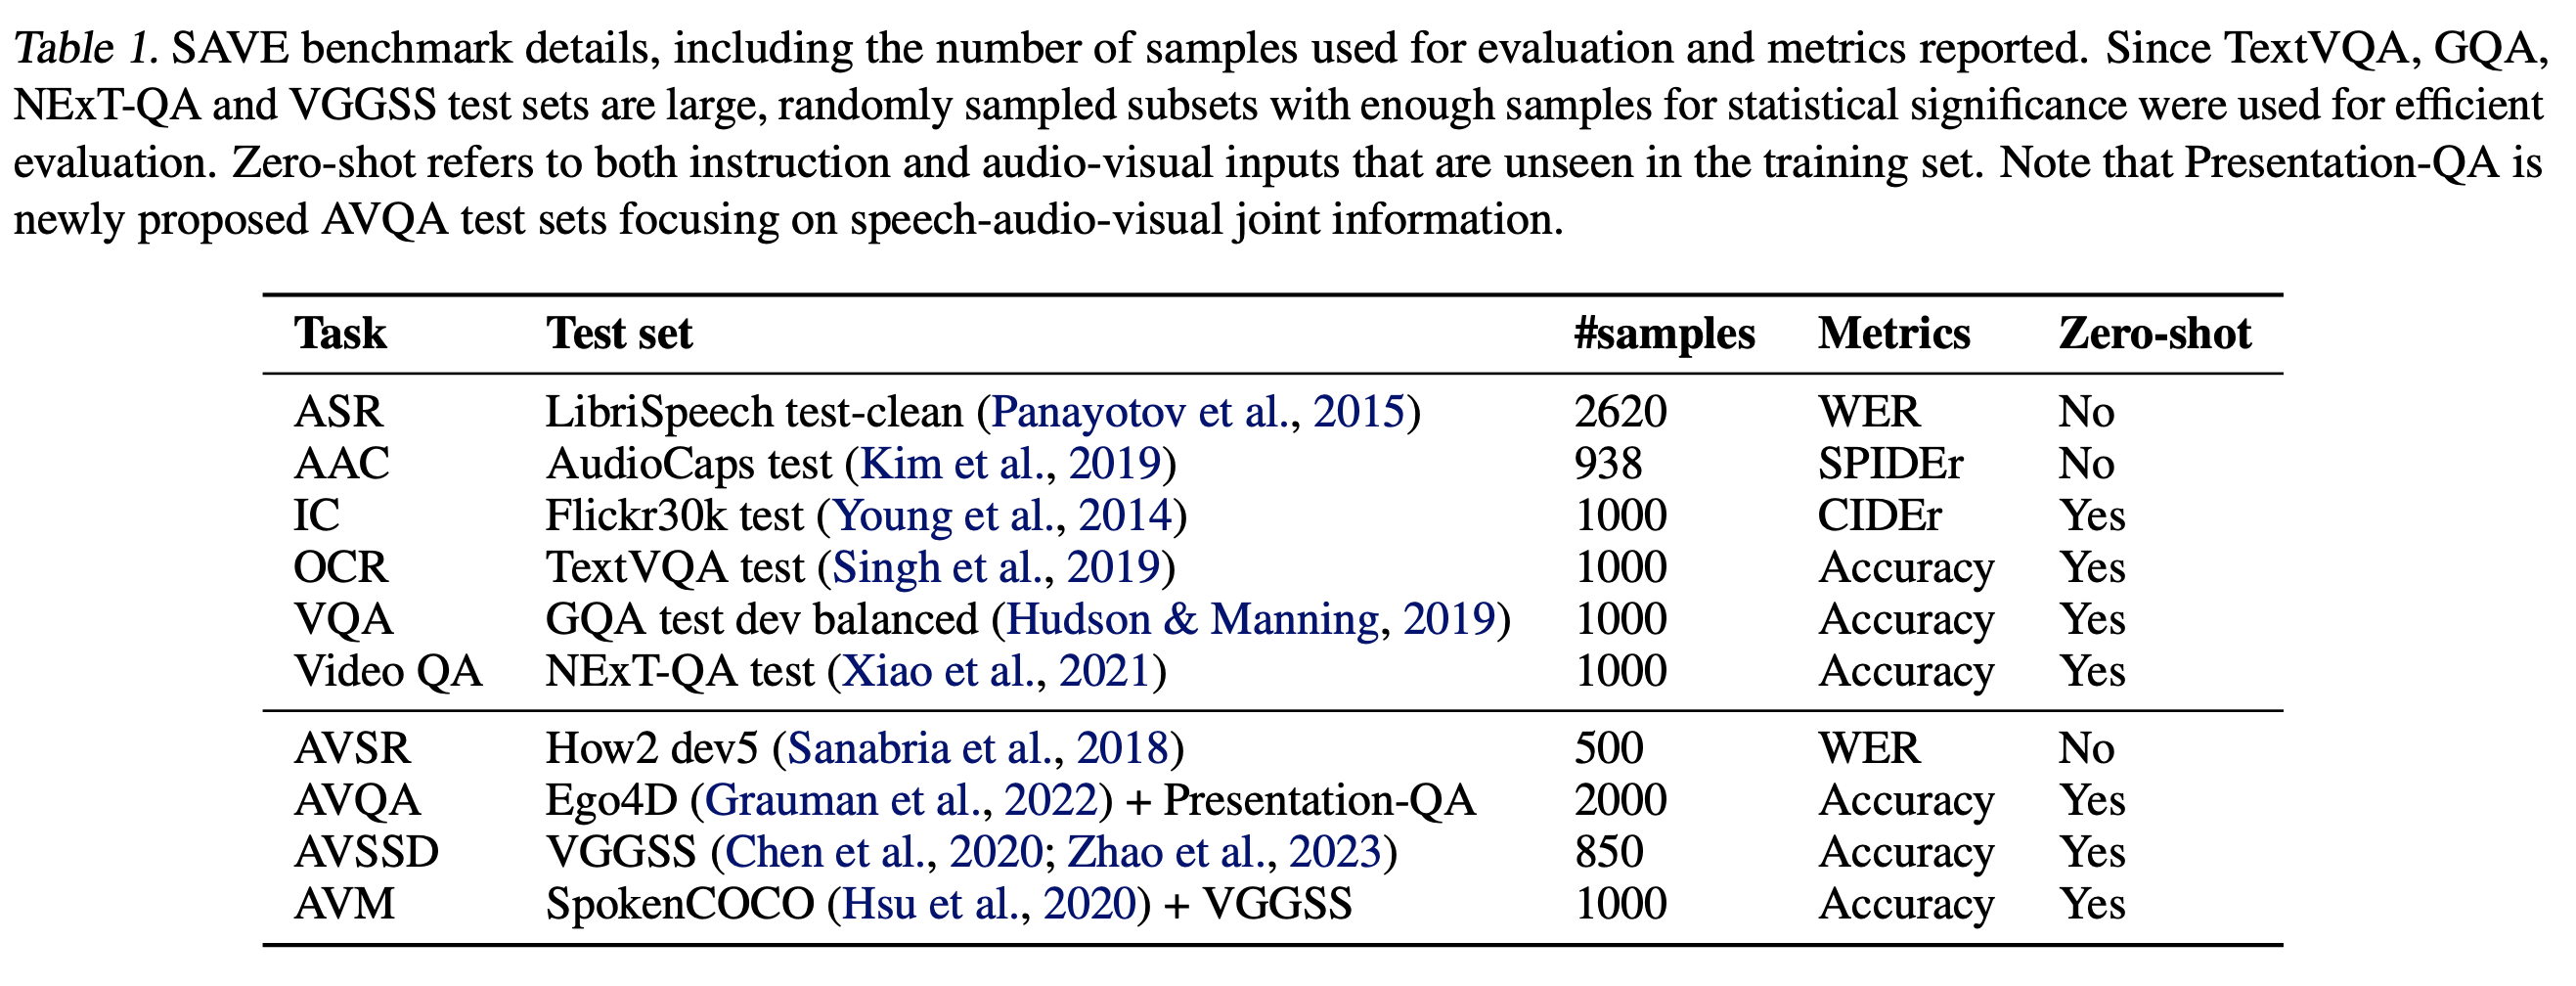 Table 1. SAVE benchmark details, including the number of samples used for evaluation and metrics reported. Since TextVQA, GQA,
NExT-QA and VGGSS test sets are large, randomly sampled subsets with enough samples for statistical significance were used for efficient
evaluation. Zero-shot refers to both instruction and audio-visual inputs that are unseen in the training set. Note that Presentation-QA is
newly proposed AVQA test sets focusing on speech-audio-visual joint information.
Task Test set #samples Metrics Zero-shot
ASR LibriSpeech test-clean (Panayotov et al., 2015) 2620 WER No
AAC AudioCaps test (Kim et al., 2019) 938 SPIDEr No
IC Flickr30k test (Young et al., 2014) 1000 CIDEr Yes
OCR TextVQA test (Singh et al., 2019) 1000 Accuracy Yes
VQA GQA test dev balanced (Hudson & Manning, 2019) 1000 Accuracy Yes
Video QA NExT-QA test (Xiao et al., 2021) 1000 Accuracy Yes
AVSR How2 dev5 (Sanabria et al., 2018) 500 WER No
AVQA Ego4D (Grauman et al., 2022) + Presentation-QA 2000 Accuracy Yes
AVSSD VGGSS (Chen et al., 2020; Zhao et al., 2023) 850 Accuracy Yes
AVM SpokenCOCO (Hsu et al., 2020) + VGGSS 1000 Accuracy Yes